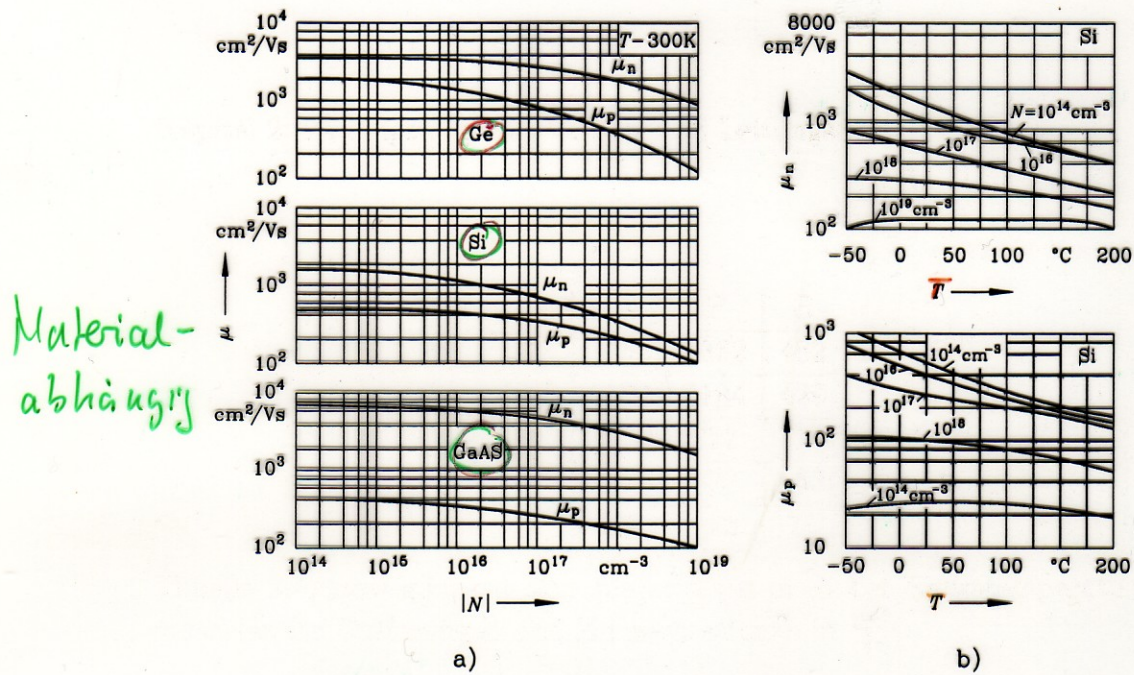 10⁴
cm²/Vs
T-300K
μn
10³
μp
Ge
10²
10⁴
cm²/Vs
Si
μn
10³
μ
μp
10²
10⁴
cm²/Vs
μn
GaAS
10³
μp
10²
10¹⁴ 10¹⁵ 10¹⁶ 10¹⁷ cm⁻³ 10¹⁹
|N|
a)
Material-
abhängig
8000
cm²/Vs
Si
10³
N=10¹⁴cm⁻³
μn
10¹⁷
10¹⁶
10¹⁸
10¹⁹cm⁻³
10²
-50 0 50 100 °C 200
T
10³
Si
10¹⁴cm⁻³
10¹⁶
10¹⁷
10¹⁸
10²
μp
10¹⁴cm⁻³
10
-50 0 50 100 °C 200
T
b)